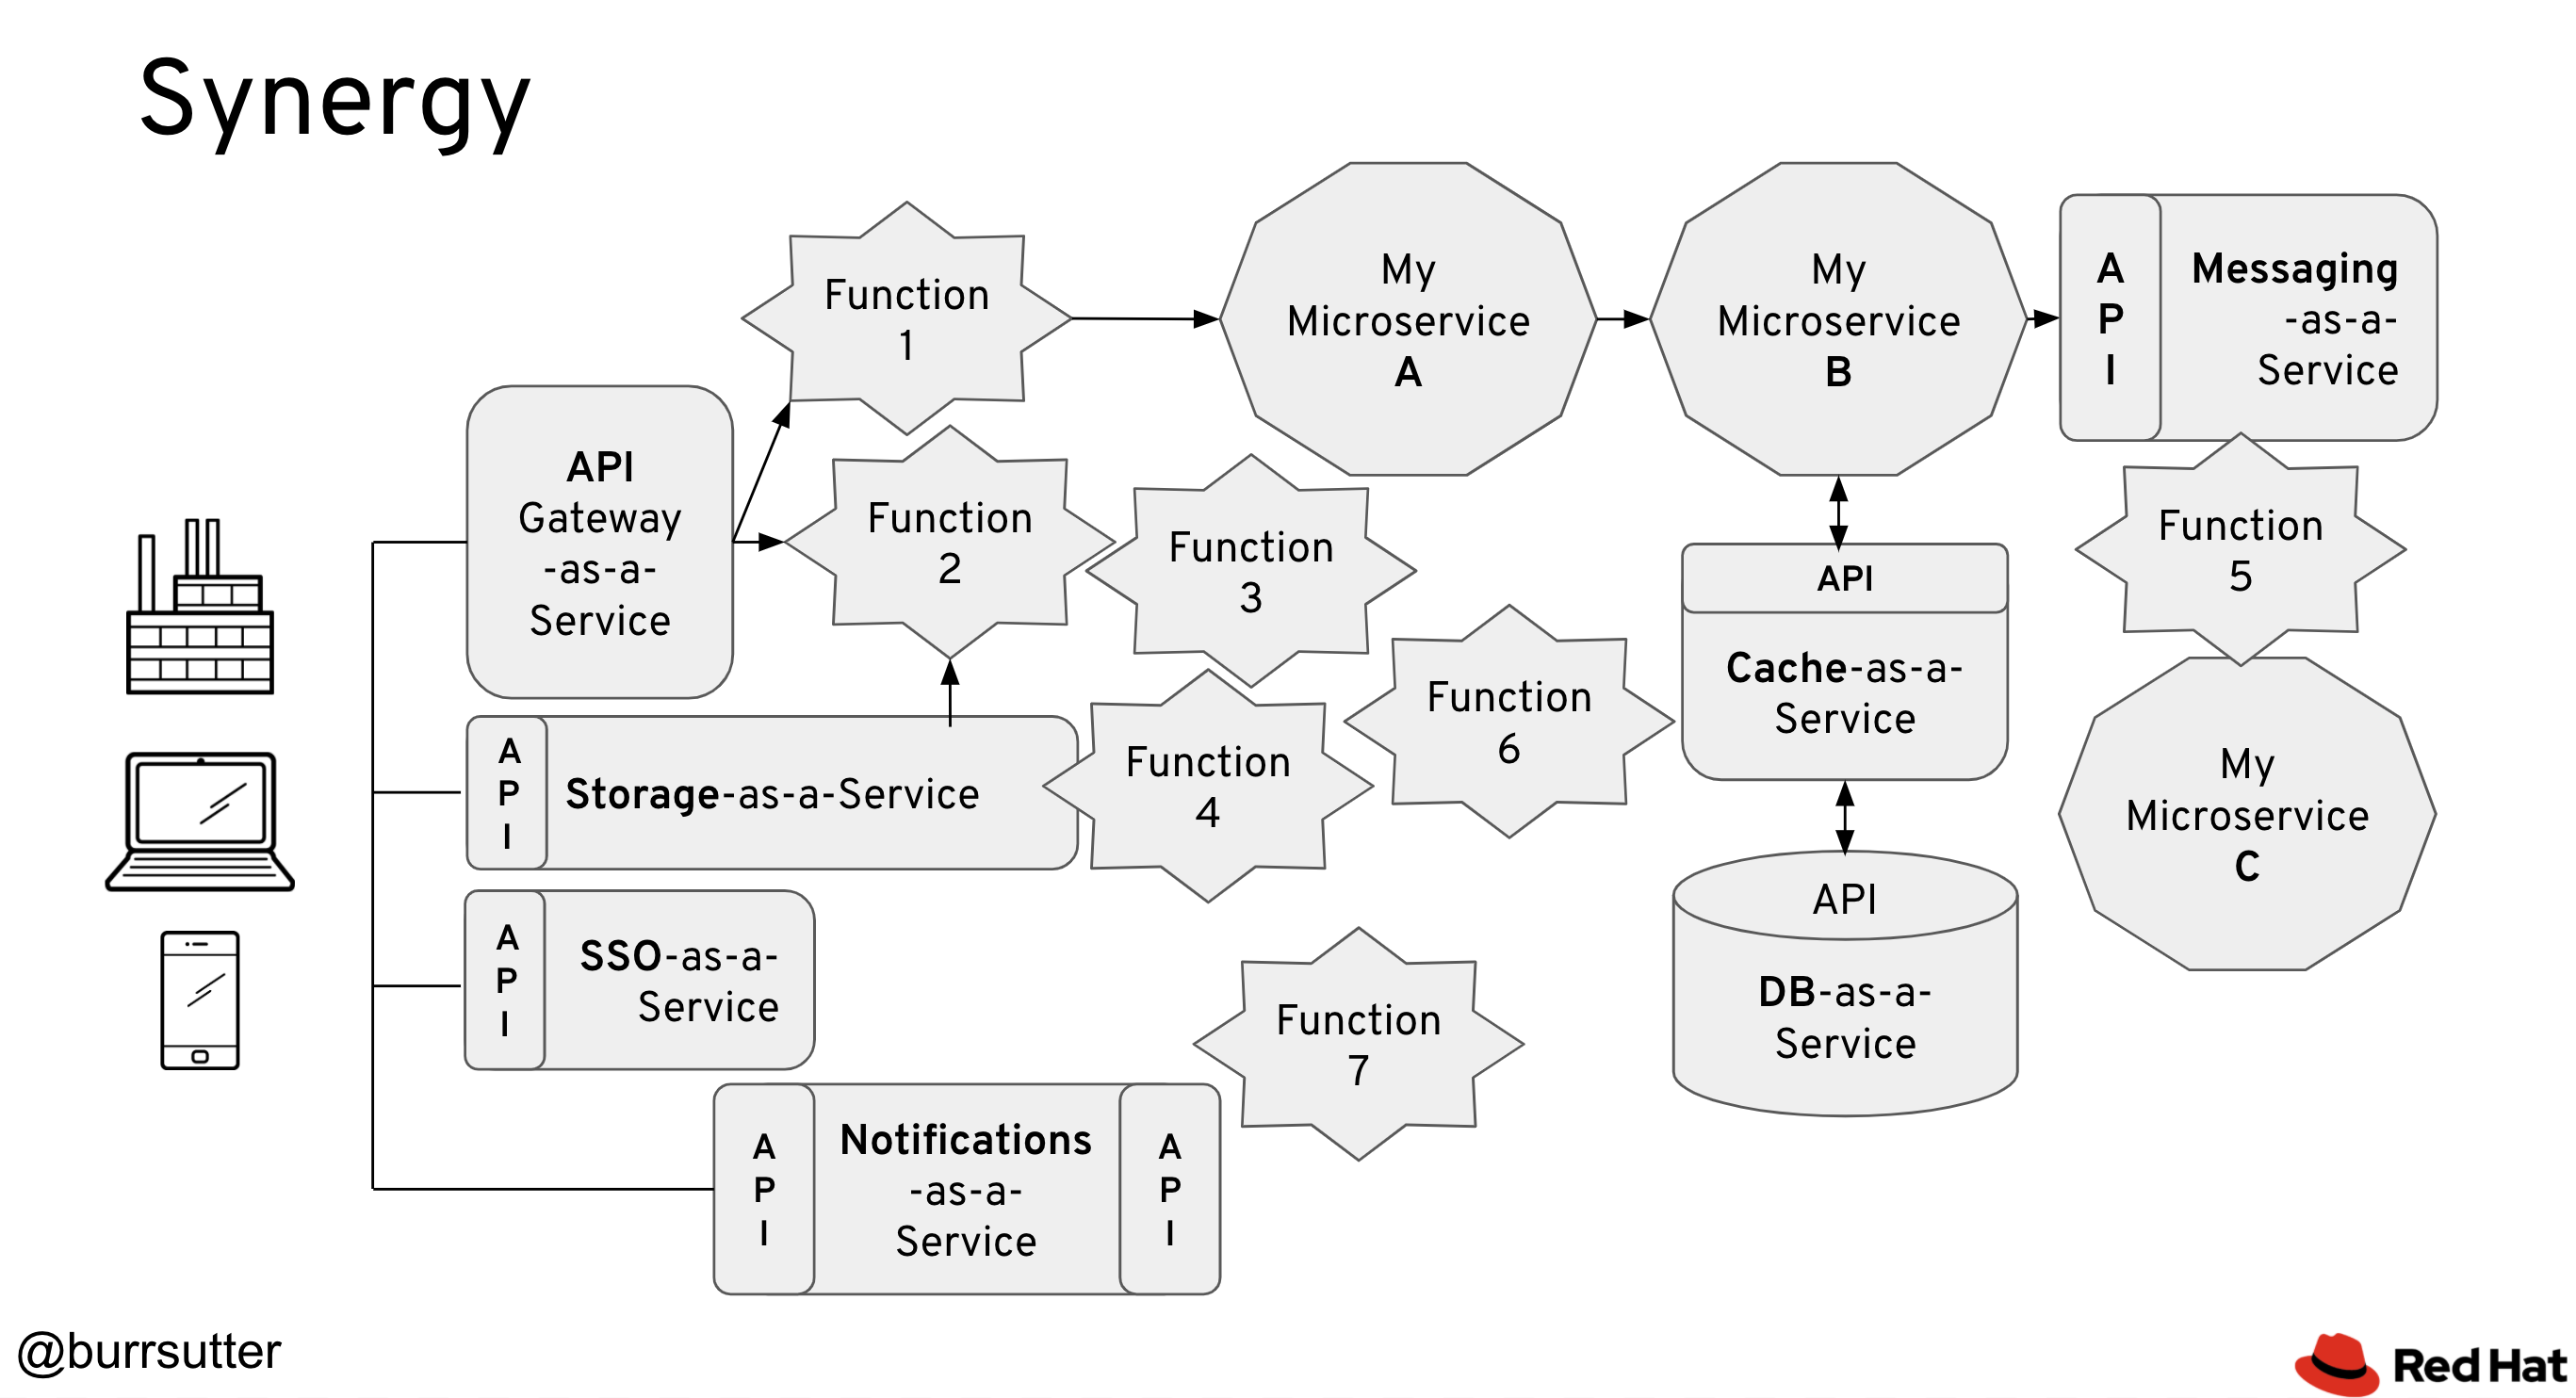 Synergy
Function
1
My
Microservice
A
My
Microservice
B
A
P
I
Messaging
-as-a-
Service
API
Gateway
-as-a-
Service
Function
2
Function
3
Function
4
Function
5
Function
6
API
Cache-as-a-
Service
My
Microservice
C
A
P
I
Storage-as-a-Service
API
DB-as-a-
Service
A
P
I
SSO-as-a-
Service
Function
7
A
P
I
Notifications
-as-a-
Service
A
P
I
@burrsutter
Red Hat